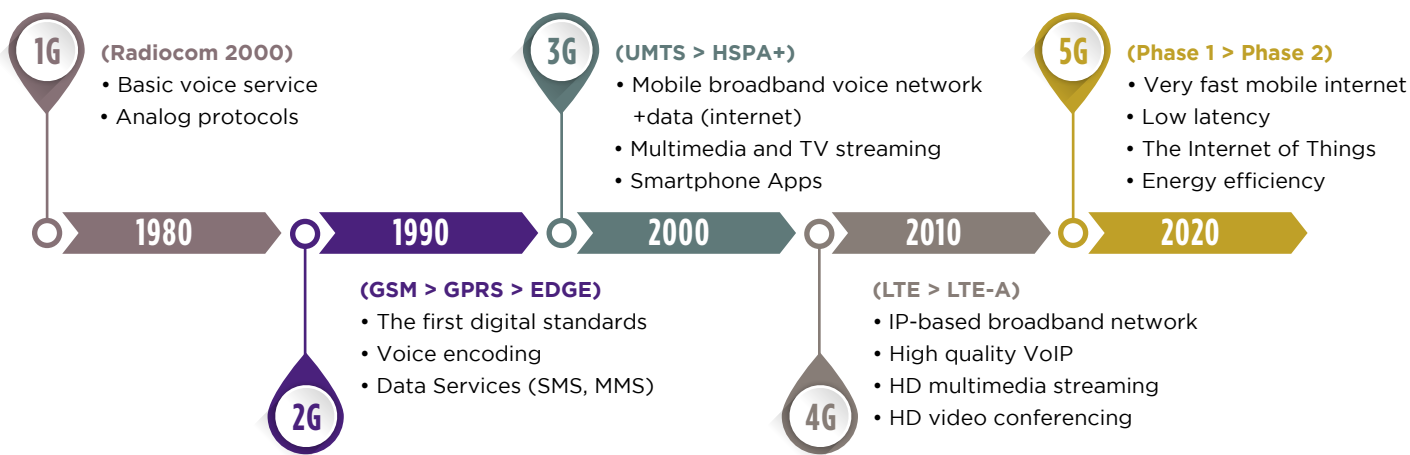 1G
(Radiocom 2000)
• Basic voice service
• Analog protocols
3G
(UMTS > HSPA+)
• Mobile broadband voice network
+data (internet)
• Multimedia and TV streaming
• Smartphone Apps
5G
(Phase 1 > Phase 2)
• Very fast mobile internet
• Low latency
• The Internet of Things
• Energy efficiency
1980
1990
2000
2010
2020
2G
(GSM > GPRS > EDGE)
• The first digital standards
• Voice encoding
• Data Services (SMS, MMS)
4G
(LTE > LTE-A)
• IP-based broadband network
• High quality VoIP
• HD multimedia streaming
• HD video conferencing